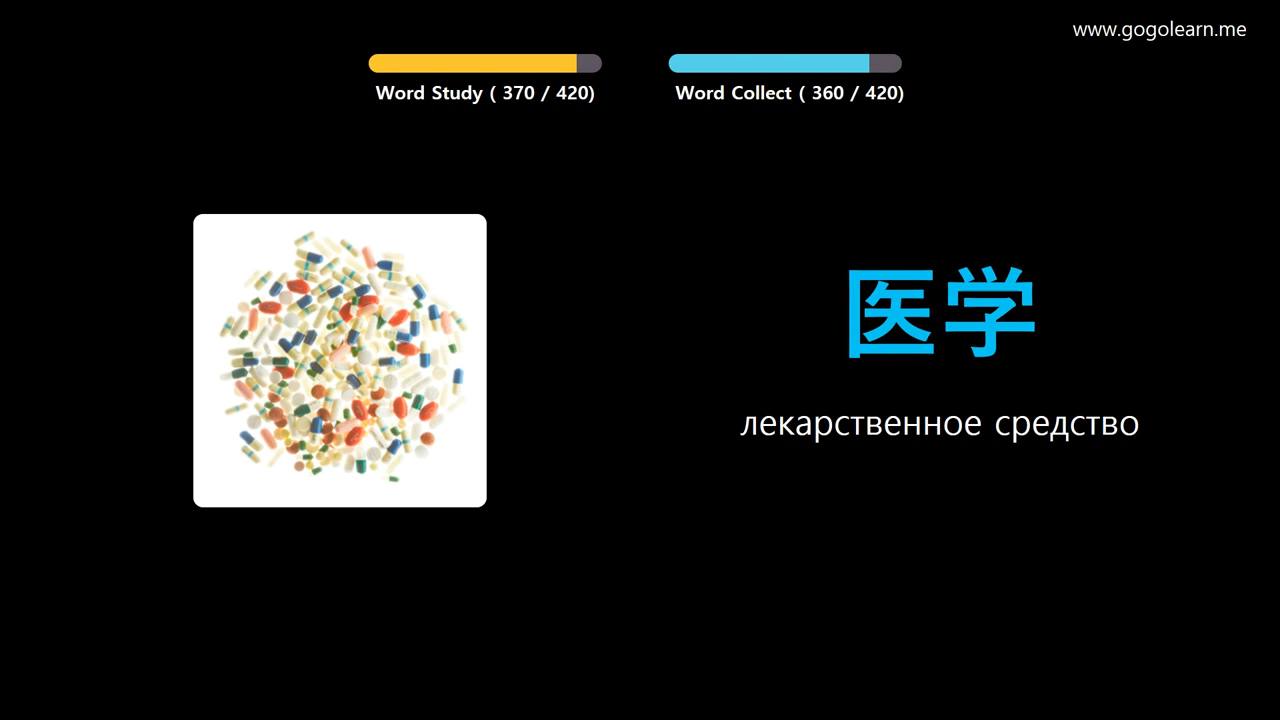 www.gogolearn.me
Word Study ( 370 / 420)
Word Collect ( 360 / 420)
医学
лекарственное средство